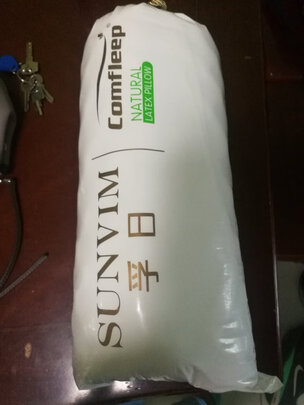 SUNVIM
孚日
Comfleep
NATURAL
LATEX PILLOW